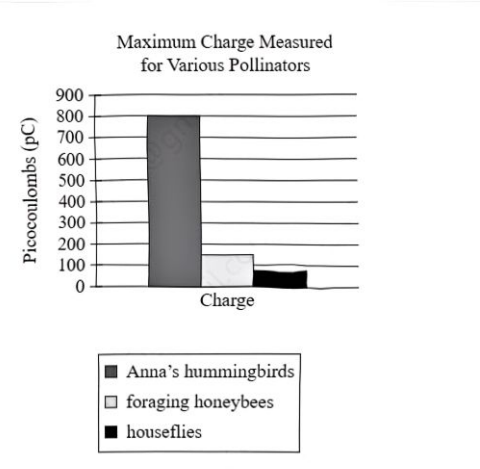 Maximum Charge Measured
for Various Pollinators
Picocoulombs (pC)
900
800
700
600
500
400
300
200
100
0
Charge
Anna's hummingbirds
foraging honeybees
houseflies